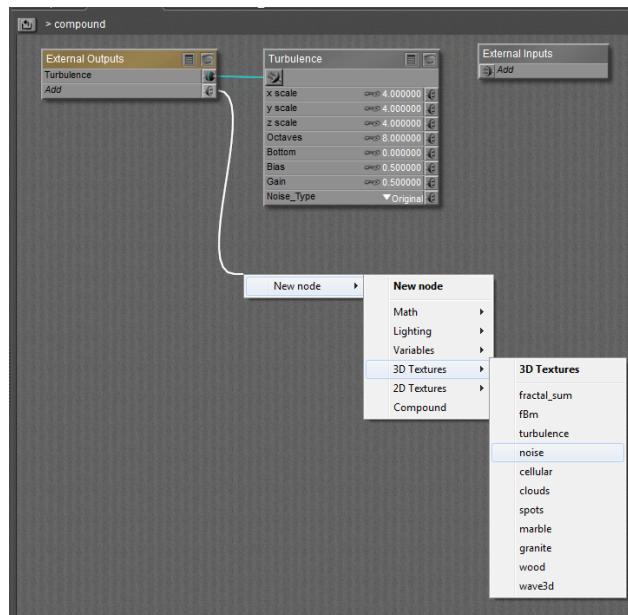 > compound
External Outputs
Turbulence
Add
Turbulence
x scale 4.000000
y scale 4.000000
z scale 4.000000
Octaves 8.000000
Bottom 0.000000
Bias 0.500000
Gain 0.500000
Noise_Type Original
External Inputs
Add
New node
New node
Math
Lighting
Variables
3D Textures
2D Textures
Compound
3D Textures
fractal_sum
fBm
turbulence
noise
cellular
clouds
spots
marble
granite
wood
wave3d